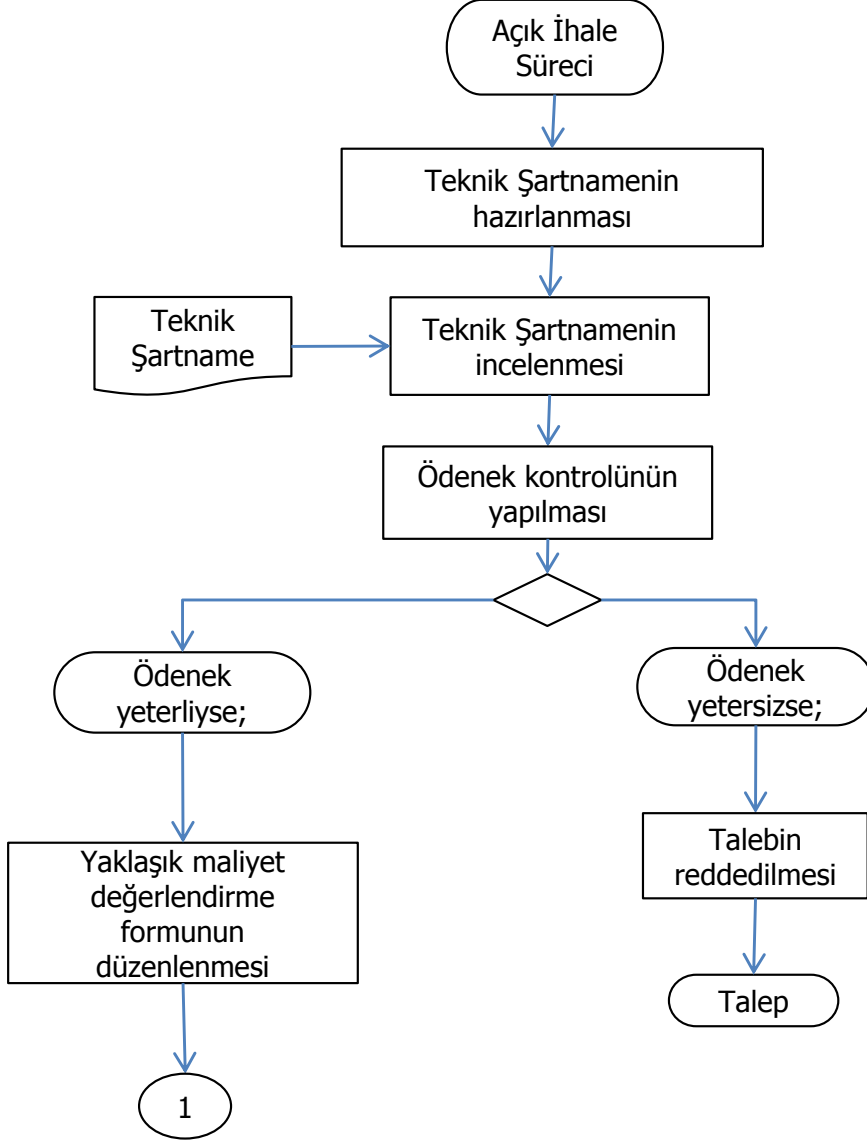 Açık İhale
Süreci
Teknik Şartnamenin
hazırlanması
Teknik
Şartname
Teknik Şartnamenin
incelenmesi
Ödenek kontrolünün
yapılması
Ödenek
yeterliyse;
Ödenek
yetersizse;
Yaklaşık maliyet
değerlendirme
formunun
düzenlenmesi
Talebin
reddedilmesi
Talep
1